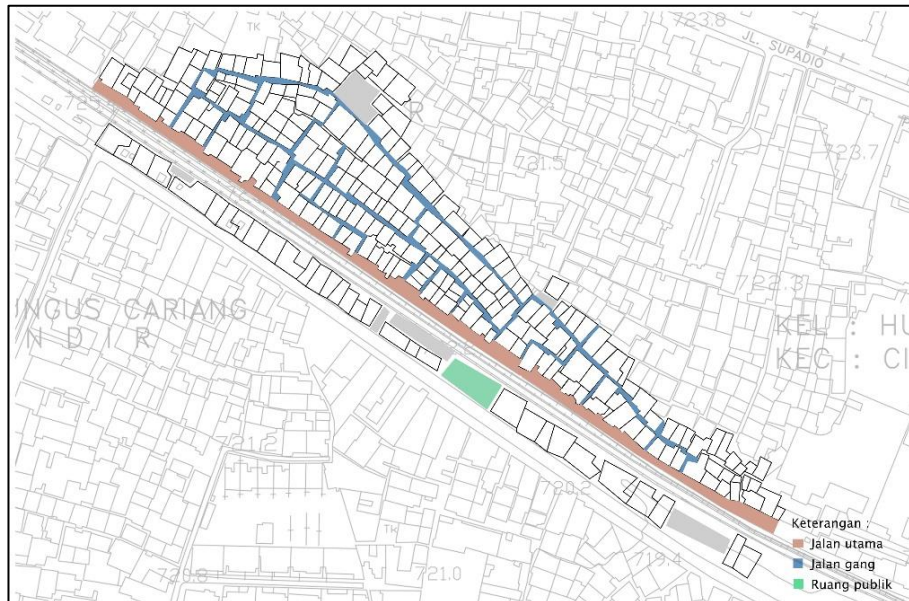 TK
723.8
JL. SUPADIO
721.5
723.7
722.3
NGUS CARIANG
N D I R
KEL : HU
KEC : CI
721.2
720.2
TK
719.4
720.8
721.0
Keterangan :
Jalan utama
Jalan gang
Ruang publik